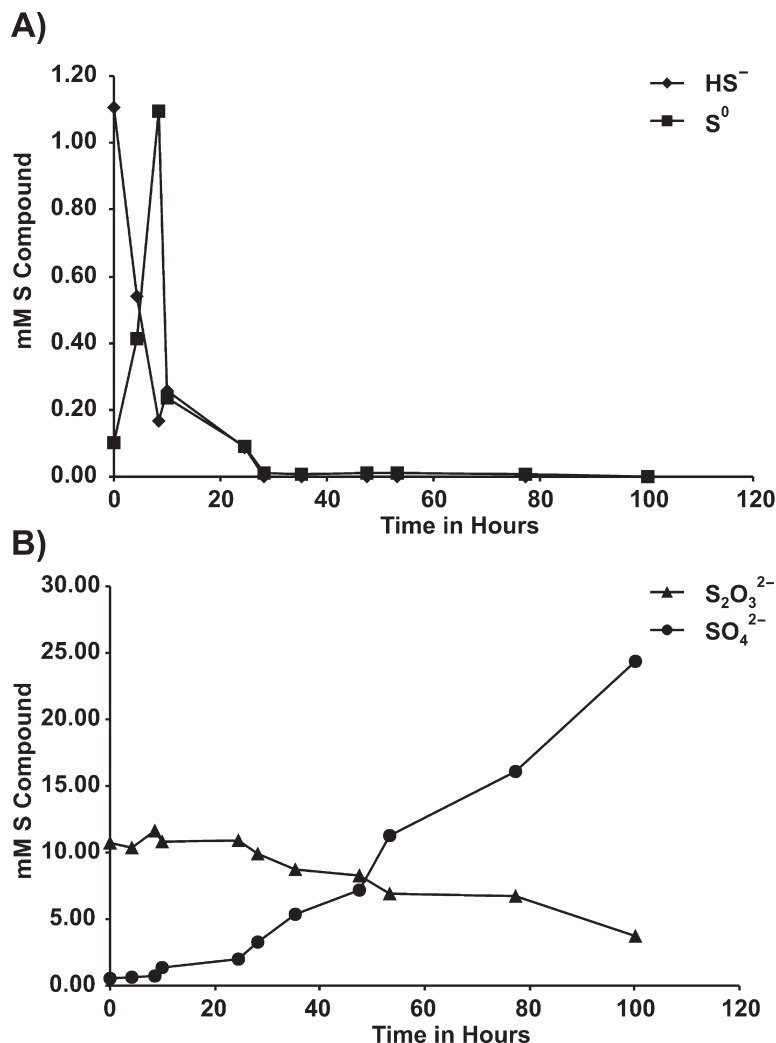 A)
1.20
1.00
0.80
0.60
0.40
0.20
0.00
mM S Compound
0 20 40 60 80 100 120
Time in Hours
HS⁻
S⁰
B)
30.00
25.00
20.00
15.00
10.00
5.00
0.00
mM S Compound
0 20 40 60 80 100 120
Time in Hours
S₂O₃²⁻
SO₄²⁻